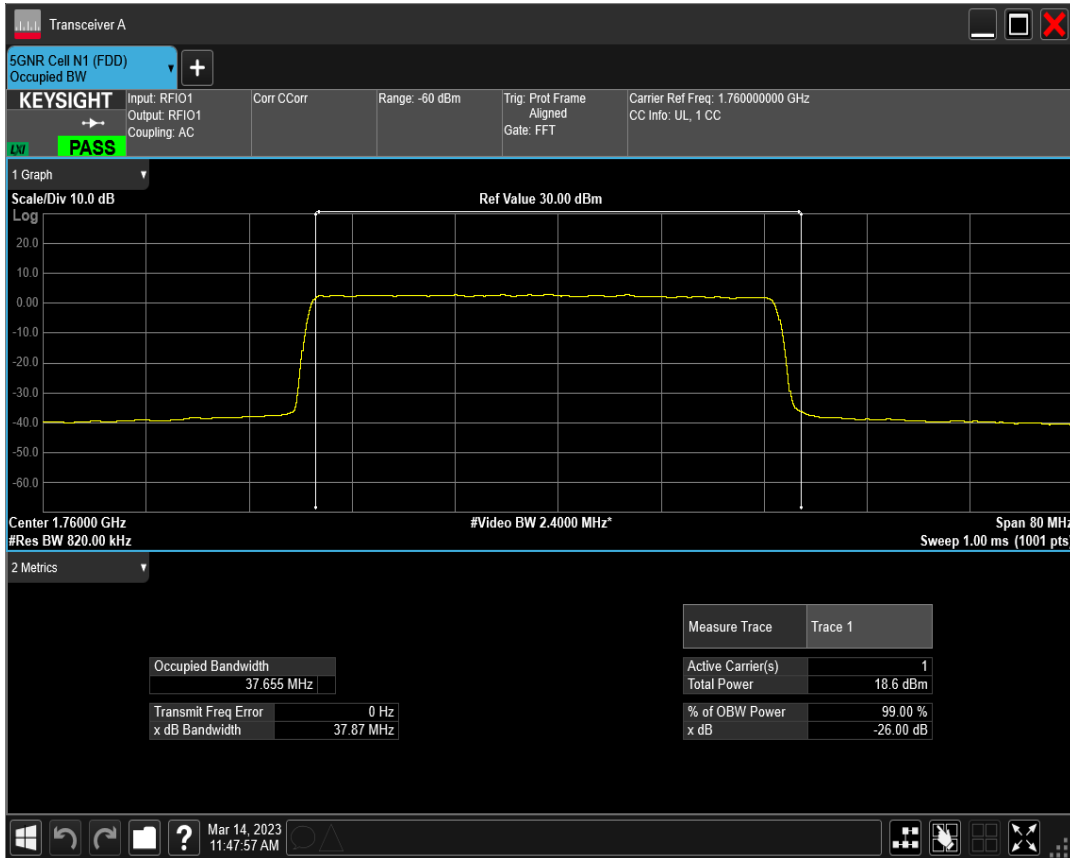 Transceiver A
5GNR Cell N1 (FDD)
Occupied BW
+
KEYSIGHT
LXI
PASS
Input: RFIO1
Output: RFIO1
Coupling: AC
Corr CCorr
Range: -60 dBm
Trig: Prot Frame
Aligned
Gate: FFT
Carrier Ref Freq: 1.760000000 GHz
CC Info: UL, 1 CC
1 Graph
Scale/Div 10.0 dB
Ref Value 30.00 dBm
Log
20.0
10.0
0.00
-10.0
-20.0
-30.0
-40.0
-50.0
-60.0
Center 1.76000 GHz
#Video BW 2.4000 MHz*
Span 80 MHz
#Res BW 820.00 kHz
Sweep 1.00 ms (1001 pts)
2 Metrics
Measure Trace Trace 1
Occupied Bandwidth
37.655 MHz
Transmit Freq Error 0 Hz
x dB Bandwidth 37.87 MHz
Active Carrier(s) 1
Total Power 18.6 dBm
% of OBW Power 99.00 %
x dB -26.00 dB
?
Mar 14, 2023
11:47:57 AM